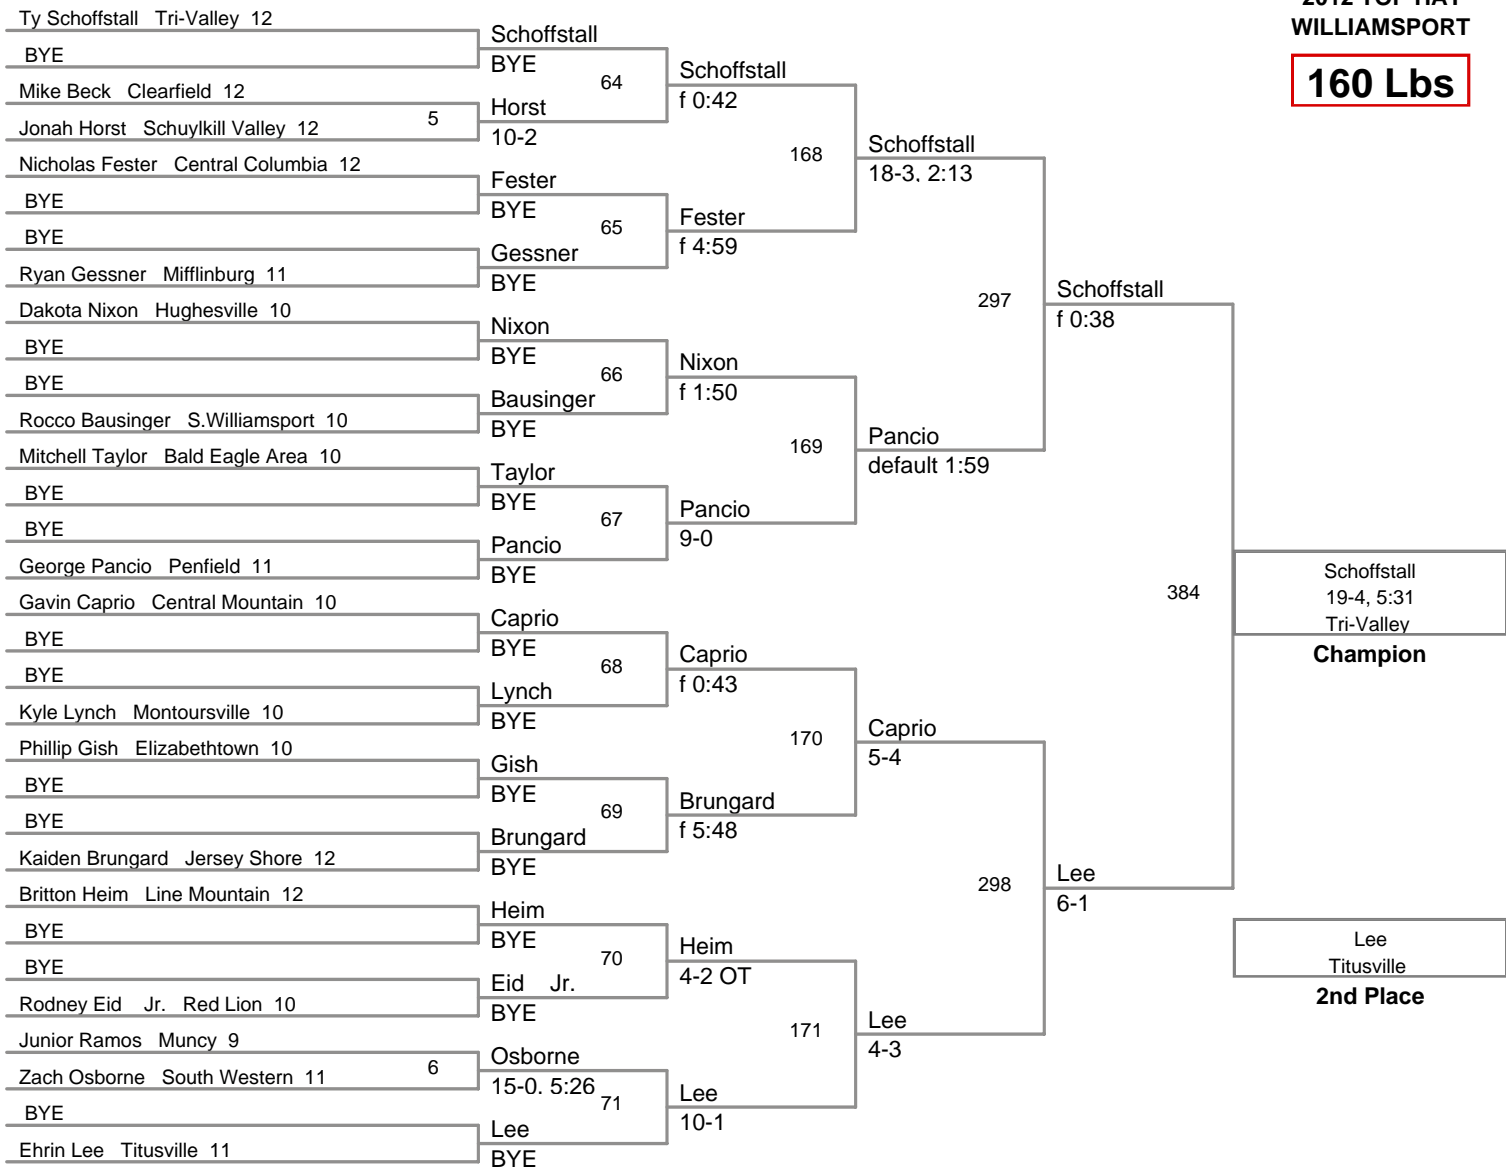 2012 TOP HAT
WILLIAMSPORT
160 Lbs
Ty Schoffstall Tri-Valley 12
BYE
Mike Beck Clearfield 12
Jonah Horst Schuylkill Valley 12
5
Nicholas Fester Central Columbia 12
BYE
BYE
Ryan Gessner Mifflinburg 11
Dakota Nixon Hughesville 10
BYE
BYE
Rocco Bausinger S.Williamsport 10
Mitchell Taylor Bald Eagle Area 10
BYE
BYE
George Pancio Penfield 11
Gavin Caprio Central Mountain 10
BYE
BYE
Kyle Lynch Montoursville 10
Phillip Gish Elizabethtown 10
BYE
BYE
Kaiden Brungard Jersey Shore 12
Britton Heim Line Mountain 12
BYE
BYE
Rodney Eid Jr. Red Lion 10
Junior Ramos Muncy 9
Zach Osborne South Western 11
6
BYE
Ehrin Lee Titusville 11
Schoffstall
BYE
64
Horst
10-2
Fester
BYE
65
Gessner
BYE
Nixon
BYE
66
Bausinger
BYE
Taylor
BYE
67
Pancio
BYE
Caprio
BYE
68
Lynch
BYE
Gish
BYE
69
Brungard
BYE
Heim
BYE
70
Eid Jr.
BYE
Osborne
15-0, 5:26
71
Lee
BYE
Schoffstall
f 0:42
168
Fester
f 4:59
Nixon
f 1:50
169
Pancio
9-0
Caprio
f 0:43
170
Brungard
f 5:48
Heim
4-2 OT
171
Lee
10-1
Schoffstall
18-3, 2:13
297
Pancio
default 1:59
Caprio
5-4
298
Lee
4-3
Schoffstall
f 0:38
384
Lee
6-1
Schoffstall
19-4, 5:31
Tri-Valley
Champion
Lee
Titusville
2nd Place